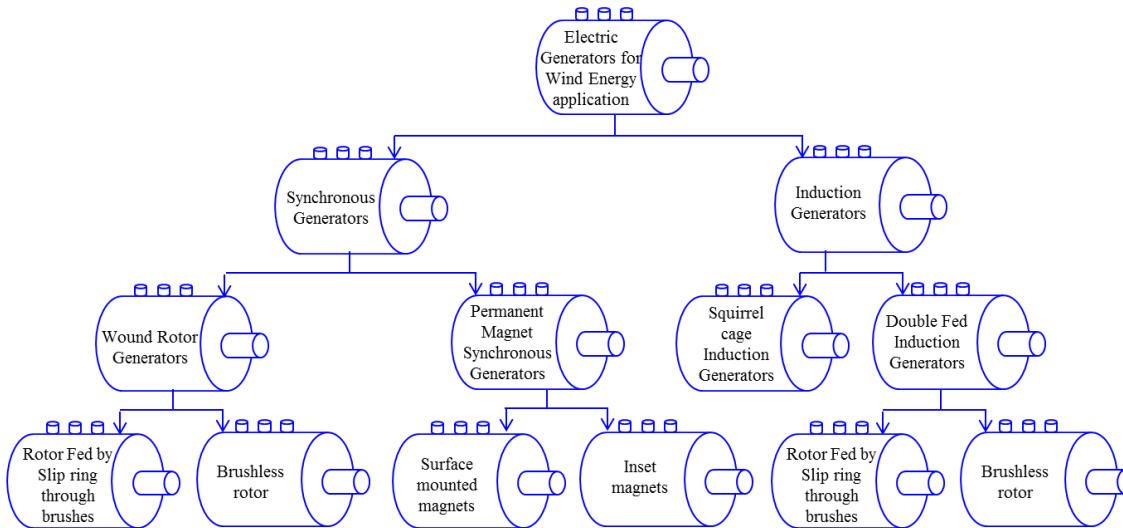 Electric
Generators for
Wind Energy
application
Synchronous
Generators
Induction
Generators
Wound Rotor
Generators
Permanent
Magnet
Synchronous
Generators
Squirrel
cage
Induction
Generators
Double Fed
Induction
Generators
Rotor Fed by
Slip ring
through
brushes
Brushless
rotor
Surface
mounted
magnets
Inset
magnets
Rotor Fed by
Slip ring
through
brushes
Brushless
rotor